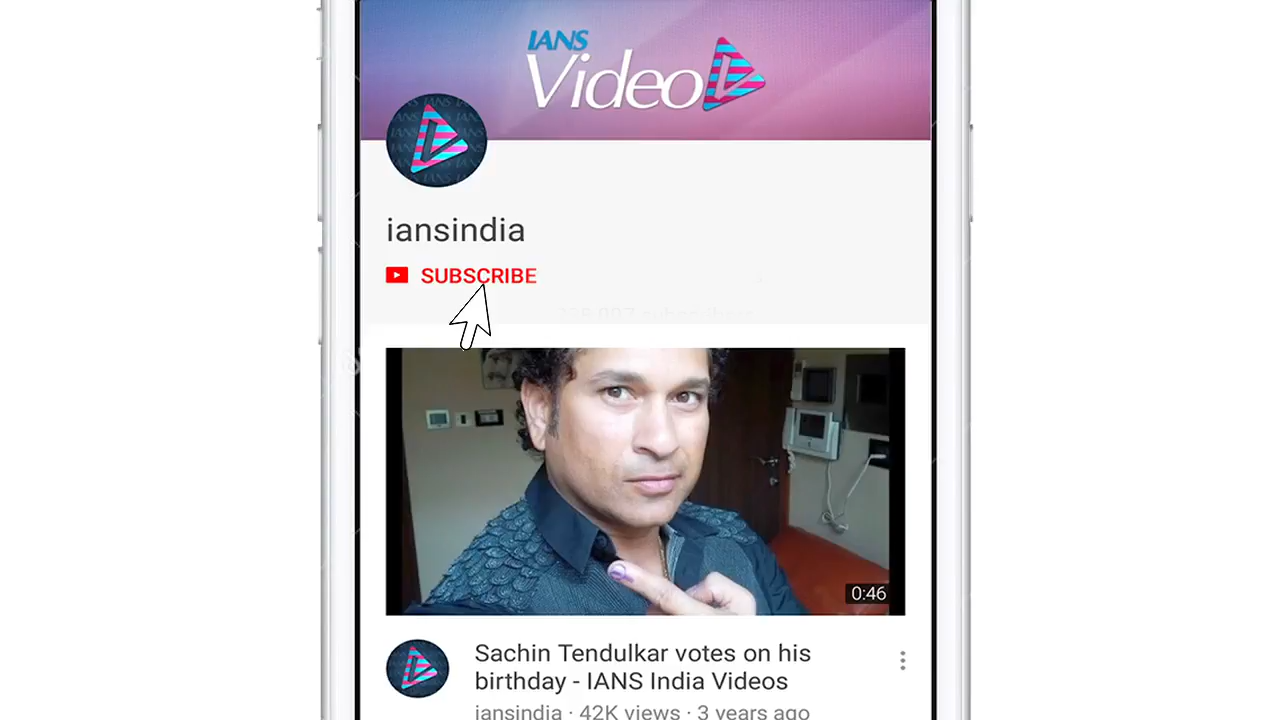 IANS
Video
iansindia
SUBSCRIBE
0:46
Sachin Tendulkar votes on his
birthday - IANS India Videos
iansindia · 42K views · 3 years ago